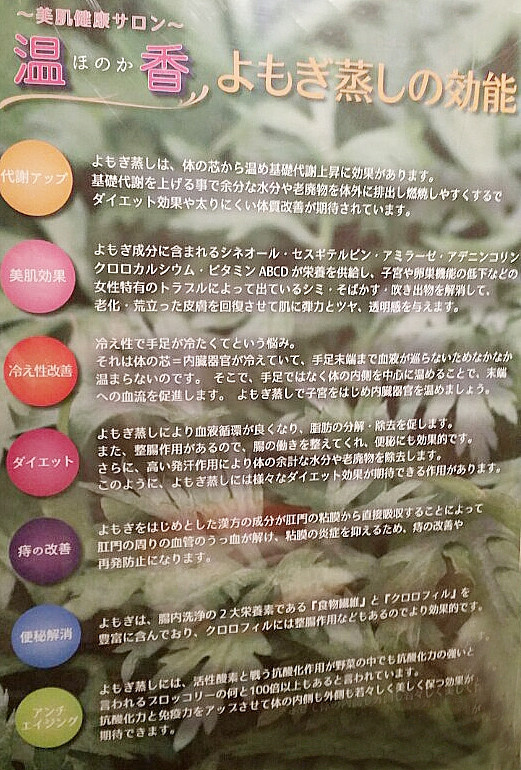 ～美肌健康サロン～
温 ほのか 香 よもぎ蒸しの効能
代謝アップ
よもぎ蒸しは、体の芯から温め基礎代謝上昇に効果があります。
基礎代謝を上げる事で余分な水分や老廃物を体外に排出し燃焼しやすくするで
ダイエット効果や太りにくい体質改善が期待されています。
美肌効果
よもぎ成分に含まれるシネオール・セスギテルピン・アミラーゼ・アデニンコリン
クロロカルシウム・ビタミンABCDが栄養を供給し、子宮や卵巣機能の低下などの
女性特有のトラブルによって出ているシミ・そばかす・吹き出物を解消して、
老化・荒立った皮膚を回復させて肌に弾力とツヤ、透明感を与えます。
冷え性改善
冷え性で手足が冷たくてという悩み。
それは体の芯＝内臓器官が冷えていて、手足末端まで血液が巡らないためなかなか
温まらないのです。 そこで、手足ではなく体の内側を中心に温めることで、末端
への血流を促進します。 よもぎ蒸しで子宮をはじめ内臓器官を温めましょう。
ダイエット
よもぎ蒸しにより血液循環が良くなり、脂肪の分解・除去を促します。
また、整腸作用があるので、腸の働きを整えてくれ、便秘にも効果的です。
さらに、高い発汗作用により体の余計な水分や老廃物を除去します。
このように、よもぎ蒸しには様々なダイエット効果が期待できる作用があります。
痔の改善
よもぎをはじめとした漢方の成分が肛門の粘膜から直接吸収することによって
肛門の周りの血管のうっ血が解け、粘膜の炎症を抑えるため、痔の改善や
再発防止になります。
便秘解消
よもぎは、腸内洗浄の2大栄養素である『食物繊維』と『クロロフィル』を
豊富に含んでおり、クロロフィルには整腸作用などもあるのでより効果的です。
アンチ
エイジング
よもぎ蒸しには、活性酸素と戦う抗酸化作用が野菜の中でも抗酸化力の強いと
言われるブロッコリーの何と100倍以上もあると言われています。
抗酸化力と免疫力をアップさせて体の内側も外側も若々しく美しく保つ効果が
期待できます。